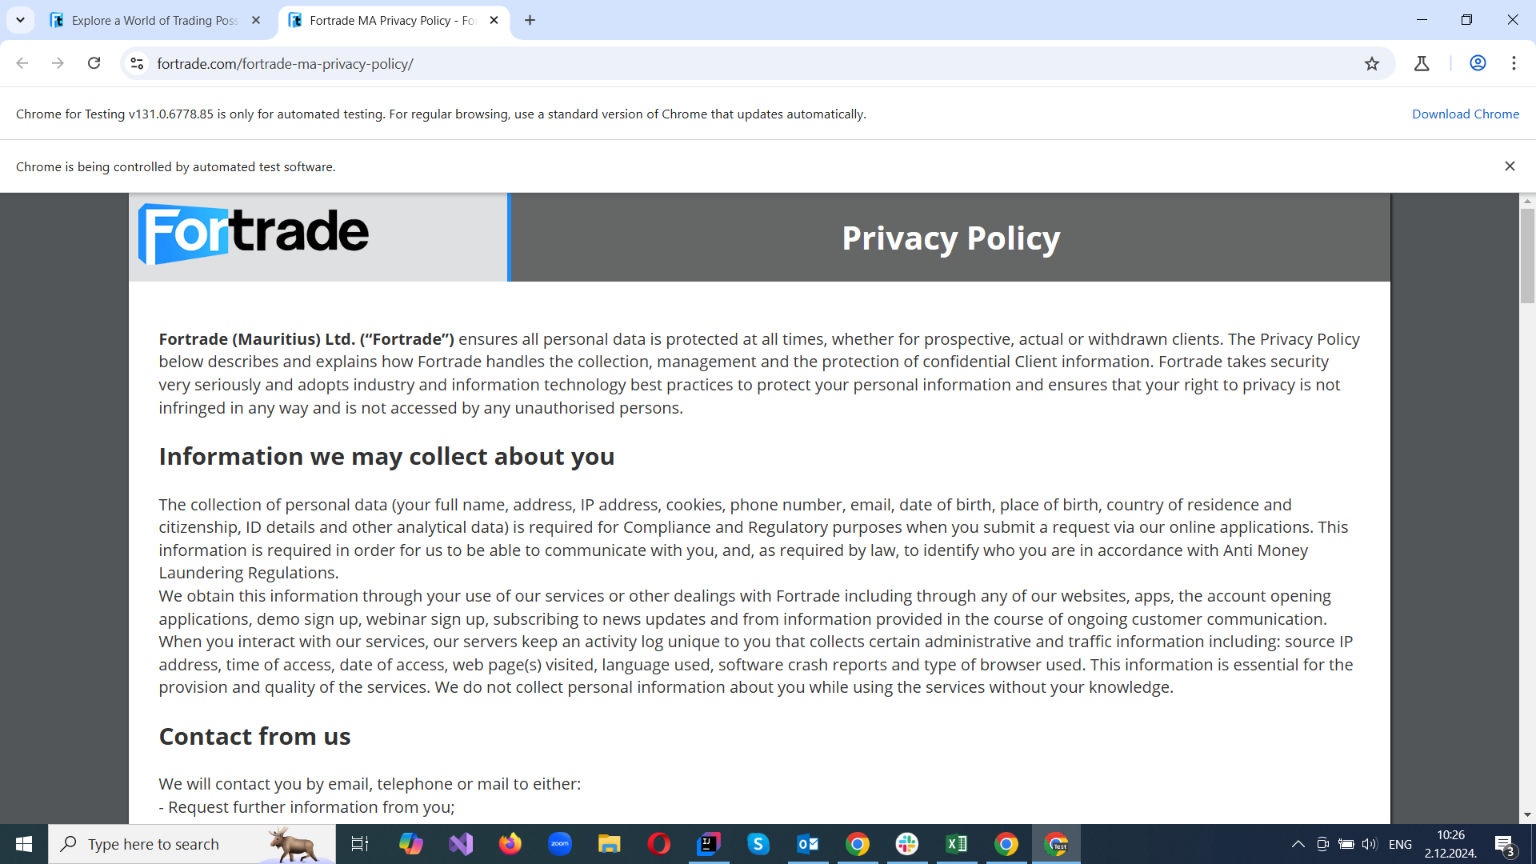 Explore a World of Trading Poss
Fortrade MA Privacy Policy - Fo
fortrade.com/fortrade-ma-privacy-policy/
Chrome for Testing v131.0.6778.85 is only for automated testing. For regular browsing, use a standard version of Chrome that updates automatically.
Download Chrome
Chrome is being controlled by automated test software.
Fortrade
Privacy Policy
Fortrade (Mauritius) Ltd. (“Fortrade”) ensures all personal data is protected at all times, whether for prospective, actual or withdrawn clients. The Privacy Policy
below describes and explains how Fortrade handles the collection, management and the protection of confidential Client information. Fortrade takes security
very seriously and adopts industry and information technology best practices to protect your personal information and ensures that your right to privacy is not
infringed in any way and is not accessed by any unauthorised persons.
Information we may collect about you
The collection of personal data (your full name, address, IP address, cookies, phone number, email, date of birth, place of birth, country of residence and
citizenship, ID details and other analytical data) is required for Compliance and Regulatory purposes when you submit a request via our online applications. This
information is required in order for us to be able to communicate with you, and, as required by law, to identify who you are in accordance with Anti Money
Laundering Regulations.
We obtain this information through your use of our services or other dealings with Fortrade including through any of our websites, apps, the account opening
applications, demo sign up, webinar sign up, subscribing to news updates and from information provided in the course of ongoing customer communication.
When you interact with our services, our servers keep an activity log unique to you that collects certain administrative and traffic information including: source IP
address, time of access, date of access, web page(s) visited, language used, software crash reports and type of browser used. This information is essential for the
provision and quality of the services. We do not collect personal information about you while using the services without your knowledge.
Contact from us
We will contact you by email, telephone or mail to either:
- Request further information from you;
Type here to search
zoom
ENG
10:26
2.12.2024.
3